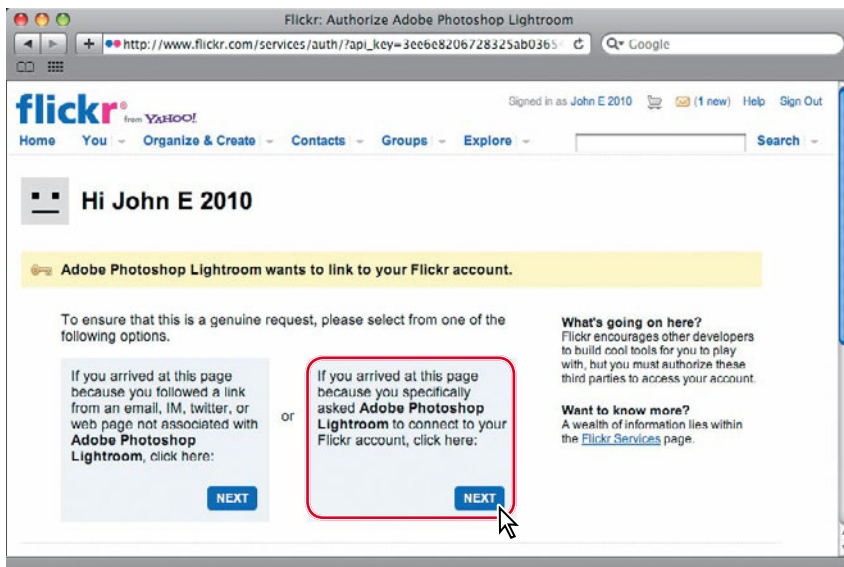 Flickr: Authorize Adobe Photoshop Lightroom
http://www.flickr.com/services/auth/?api_key=3ee6e8206728325ab0365
Google
flickr from YAHOO!
Signed in as John E 2010 (1 new) Help Sign Out
Home You Organize & Create Contacts Groups Explore Search
Hi John E 2010
Adobe Photoshop Lightroom wants to link to your Flickr account.
To ensure that this is a genuine request, please select from one of the
following options.
If you arrived at this page
because you followed a link
from an email, IM, twitter, or
web page not associated with
Adobe Photoshop
Lightroom, click here:
NEXT
or
If you arrived at this page
because you specifically
asked Adobe Photoshop
Lightroom to connect to your
Flickr account, click here:
NEXT
What's going on here?
Flickr encourages other developers
to build cool tools for you to play
with, but you must authorize these
third parties to access your account.
Want to know more?
A wealth of information lies within
the Flickr Services page.